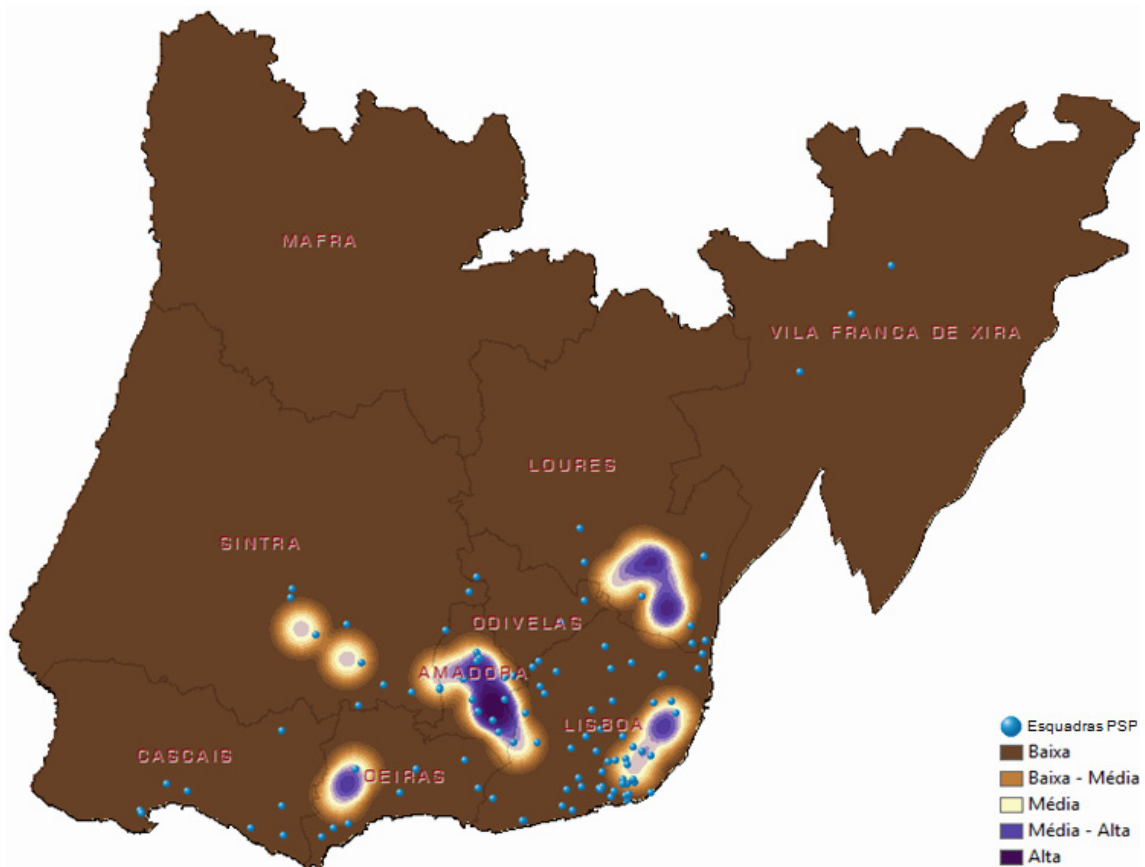 MAFRA
VILA FRANCA DE XIRA
LOURES
SINTRA
ODIVELAS
AMADORA
LISBOA
CASCAIS
OEIRAS
Esquadras PSP
Baixa
Baixa - Média
Média
Média - Alta
Alta